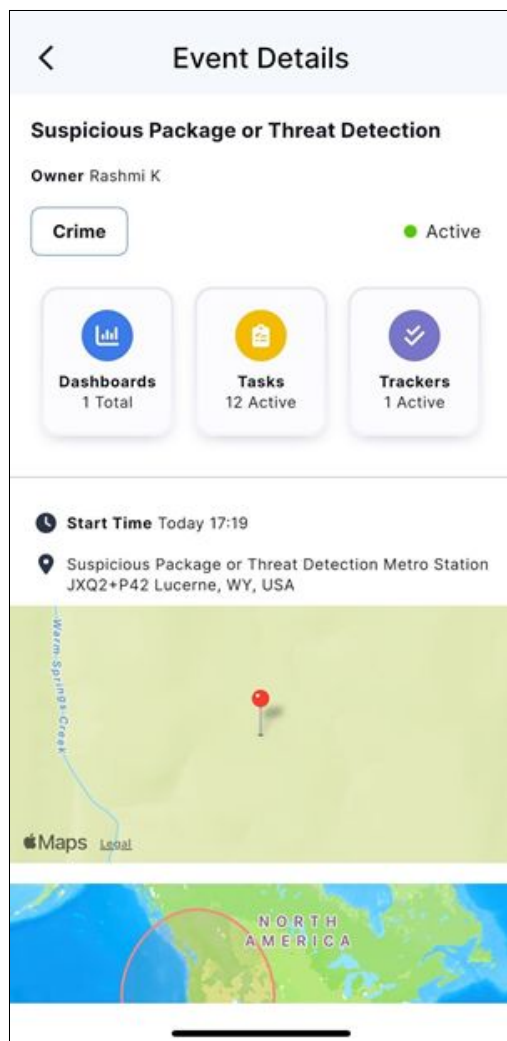 Event Details
Suspicious Package or Threat Detection
Owner Rashmi K
Crime
Active
Dashboards
1 Total
Tasks
12 Active
Trackers
1 Active
Start Time Today 17:19
Suspicious Package or Threat Detection Metro Station
JXQ2+P42 Lucerne, WY, USA
Warm Springs Creek
Maps Legal
NORTH
AMERICA